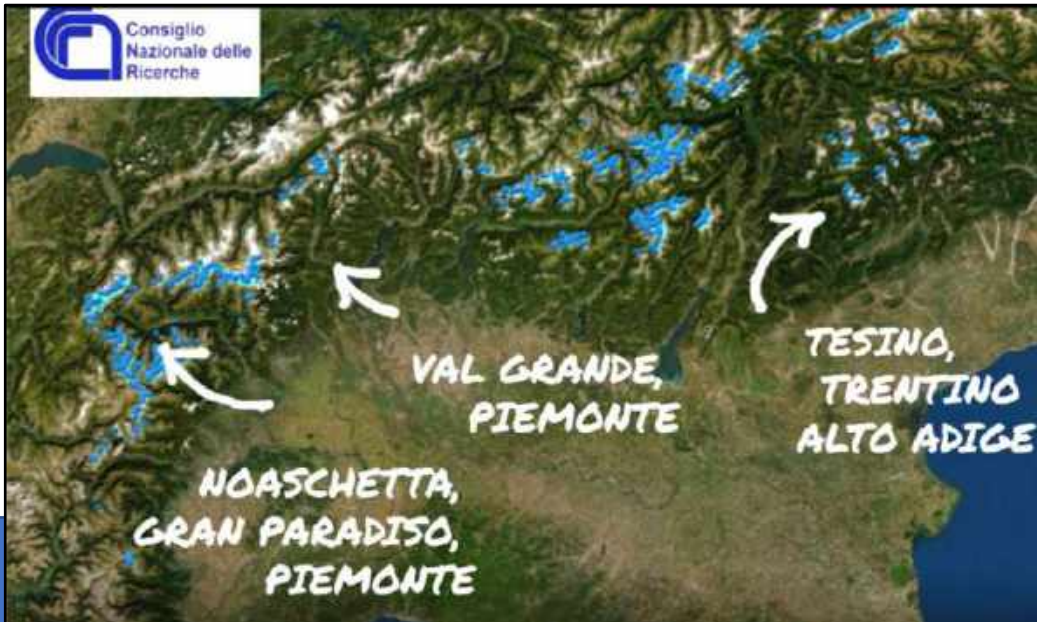 Consiglio
Nazionale delle
Ricerche
VAL GRANDE,
PIEMONTE
TESINO,
TRENTINO
ALTO ADIGE
NOASCHETTA,
GRAN PARADISO,
PIEMONTE